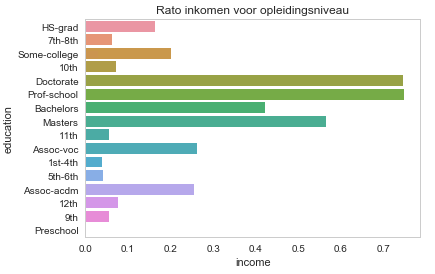 Rato inkomen voor opleidingsniveau
HS-grad
7th-8th
Some-college
10th
Doctorate
Prof-school
Bachelors
Masters
11th
Assoc-voc
1st-4th
5th-6th
Assoc-acdm
12th
9th
Preschool
education
0.0 0.1 0.2 0.3 0.4 0.5 0.6 0.7
income